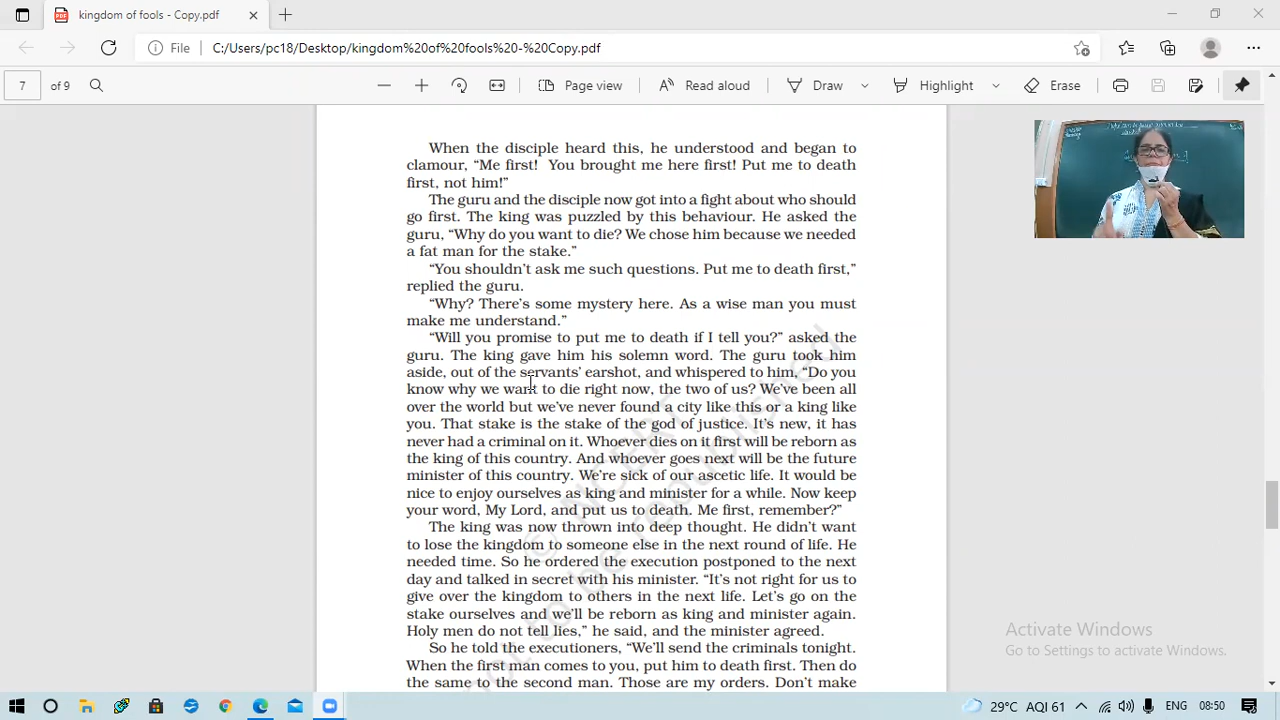 kingdom of fools - Copy.pdf
File C:/Users/pc18/Desktop/kingdom%20of%20fools%20-%20Copy.pdf
7 of 9 Page view Read aloud Draw Highlight Erase
When the disciple heard this, he understood and began to
clamour, “Me first! You brought me here first! Put me to death
first, not him!”
The guru and the disciple now got into a fight about who should
go first. The king was puzzled by this behaviour. He asked the
guru, “Why do you want to die? We chose him because we needed
a fat man for the stake.”
“You shouldn’t ask me such questions. Put me to death first,”
replied the guru.
“Why? There’s some mystery here. As a wise man you must
make me understand.”
“Will you promise to put me to death if I tell you?” asked the
guru. The king gave him his solemn word. The guru took him
aside, out of the servants’ earshot, and whispered to him, “Do you
know why we want to die right now, the two of us? We’ve been all
over the world but we’ve never found a city like this or a king like
you. That stake is the stake of the god of justice. It’s new, it has
never had a criminal on it. Whoever dies on it first will be reborn as
the king of this country. And whoever goes next will be the future
minister of this country. We’re sick of our ascetic life. It would be
nice to enjoy ourselves as king and minister for a while. Now keep
your word, My Lord, and put us to death. Me first, remember?”
The king was now thrown into deep thought. He didn’t want
to lose the kingdom to someone else in the next round of life. He
needed time. So he ordered the execution postponed to the next
day and talked in secret with his minister. “It’s not right for us to
give over the kingdom to others in the next life. Let’s go on the
stake ourselves and we’ll be reborn as king and minister again.
Holy men do not tell lies,” he said, and the minister agreed.
So he told the executioners, “We’ll send the criminals tonight.
When the first man comes to you, put him to death first. Then do
the same to the second man. Those are my orders. Don’t make
© NCERT
not to be republished
Activate Windows
Go to Settings to activate Windows.
29°C AQI 61 ENG 08:50